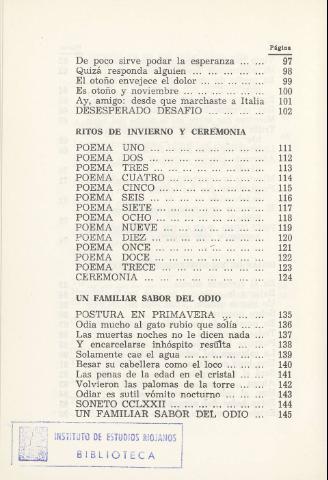 Página
De poco sirve podar la esperanza ... ... 97
Quizá responda alguien ... ... ... ... ... 98
El otoño envejece el dolor ... ... ... ... 99
Es otoño y noviembre ... ... ... ... ... 100
Ay, amigo: desde que marchaste a Italia 101
DESESPERADO DESAFIO ... ... ... ... 102
RITOS DE INVIERNO Y CEREMONIA
POEMA UNO ... ... ... ... ... ... ... ... 111
POEMA DOS ... ... ... ... ... ... ... ... 112
POEMA TRES ... ... ... ... ... ... ... ... 113
POEMA CUATRO ... ... ... ... ... ... ... 114
POEMA CINCO ... ... ... ... ... ... ... 115
POEMA SEIS ... ... ... ... ... ... ... ... 116
POEMA SIETE ... ... ... ... ... ... ... 117
POEMA OCHO ... ... ... ... ... ... ... 118
POEMA NUEVE ... ... ... ... ... ... ... 119
POEMA DIEZ ... ... ... ... ... ... ... ... 120
POEMA ONCE ... ... ... ... ... ... ... 121
POEMA DOCE ... ... ... ... ... ... ... 122
POEMA TRECE ... ... ... ... ... ... ... 123
CEREMONIA ... ... ... ... ... ... ... ... 124
UN FAMILIAR SABOR DEL ODIO
POSTURA EN PRIMAVERA ... ... ... 135
Odia mucho al gato rubio que solía ... ... 136
Las muertas noches no le dicen nada ... 137
Y encarcelarse inhóspito resulta ... ... 138
Solamente cae el agua ... ... ... ... ... 139
Besar su cabellera como el loco ... ... ... 140
Las penas de la edad en el cristal ... ... 141
Volvieron las palomas de la torre ... ... 142
Odiar es sutil vómito nocturno ... ... ... 143
SONETO CCLXXII ... ... ... ... ... ... 144
UN FAMILIAR SABOR DEL ODIO ... ... 145
INSTITUTO DE ESTUDIOS RIOJANOS
BIBLIOTECA